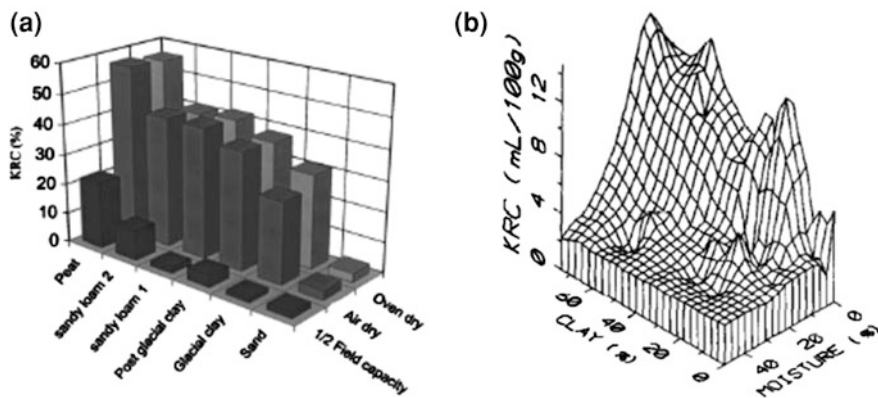 (a)
60
50
40
30
20
10
0
KRC (%)
Peat
sandy loam 2
sandy loam 1
Post glacial clay
Glacial clay
Sand
Oven dry
Air dry
1/2 Field capacity
(b)
KRC (mL/100g)
12
8
4
0
60
40
20
0
CLAY (%)
0
20
40
MOISTURE (%)